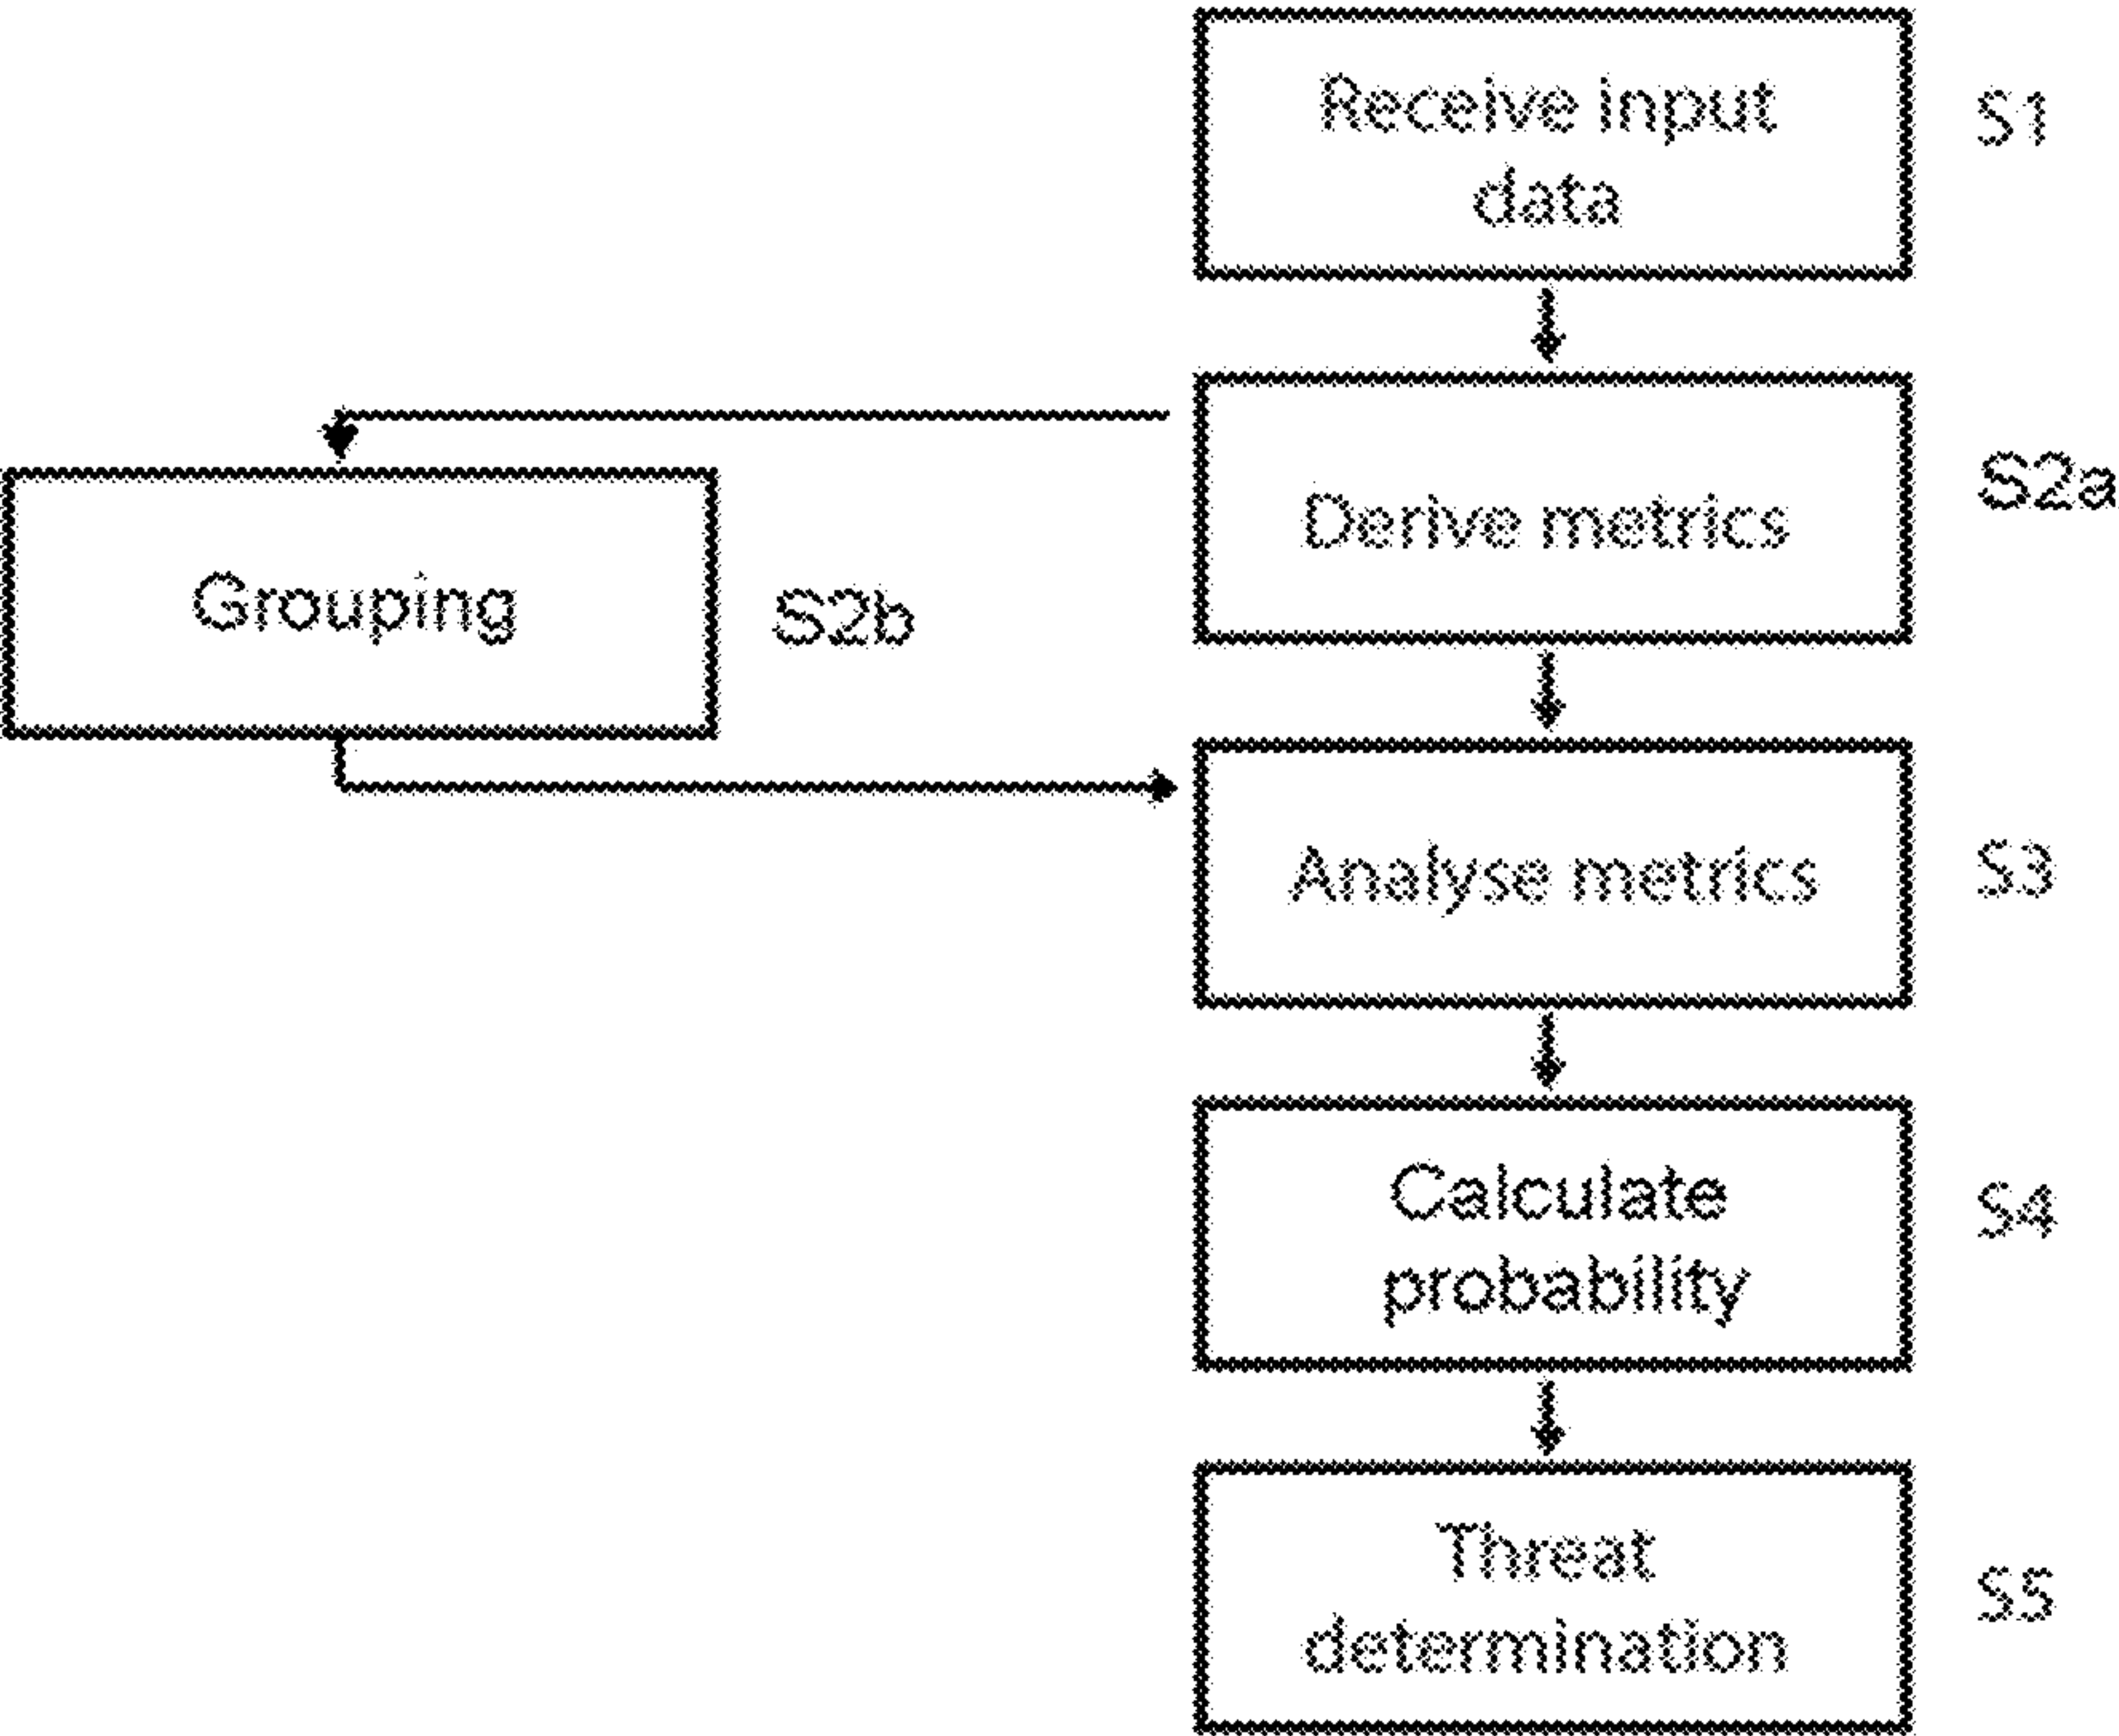 Receive input
data
S1
Derive metrics
S2a
Grouping
S2b
Analyse metrics
S3
Calculate
probability
S4
Threat
determination
S5